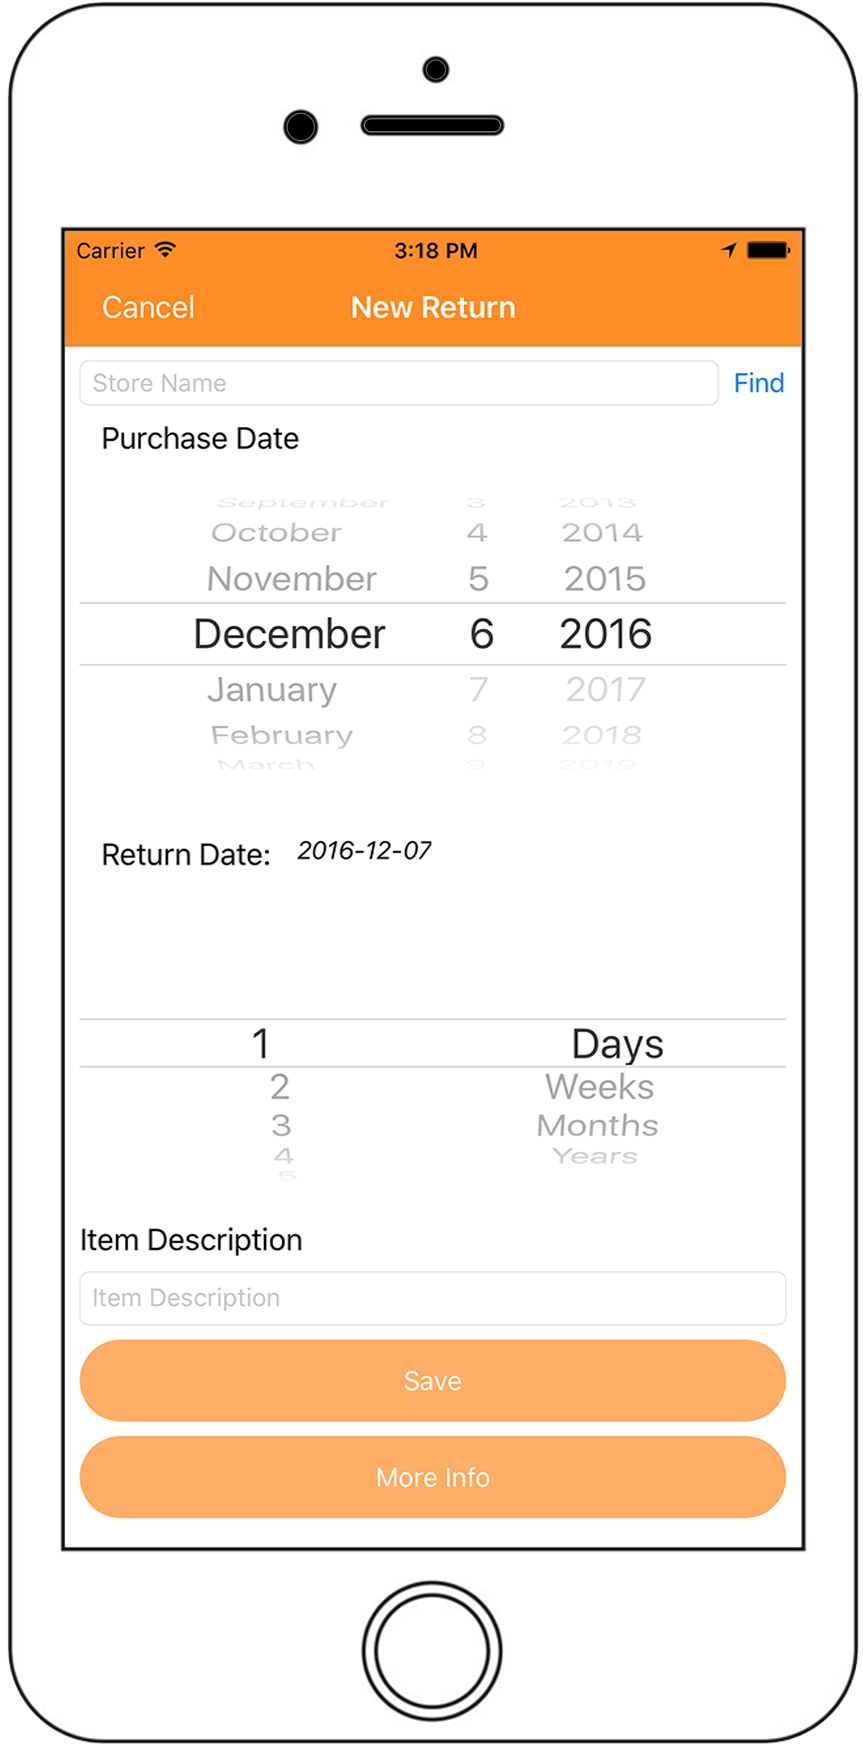 Carrier 3:18 PM
Cancel New Return
Store Name Find
Purchase Date
September 3 2013
October 4 2014
November 5 2015
December 6 2016
January 7 2017
February 8 2018
March 9 2019
Return Date: 2016-12-07
1 Days
2 Weeks
3 Months
4 Years
5
Item Description
Item Description
Save
More Info